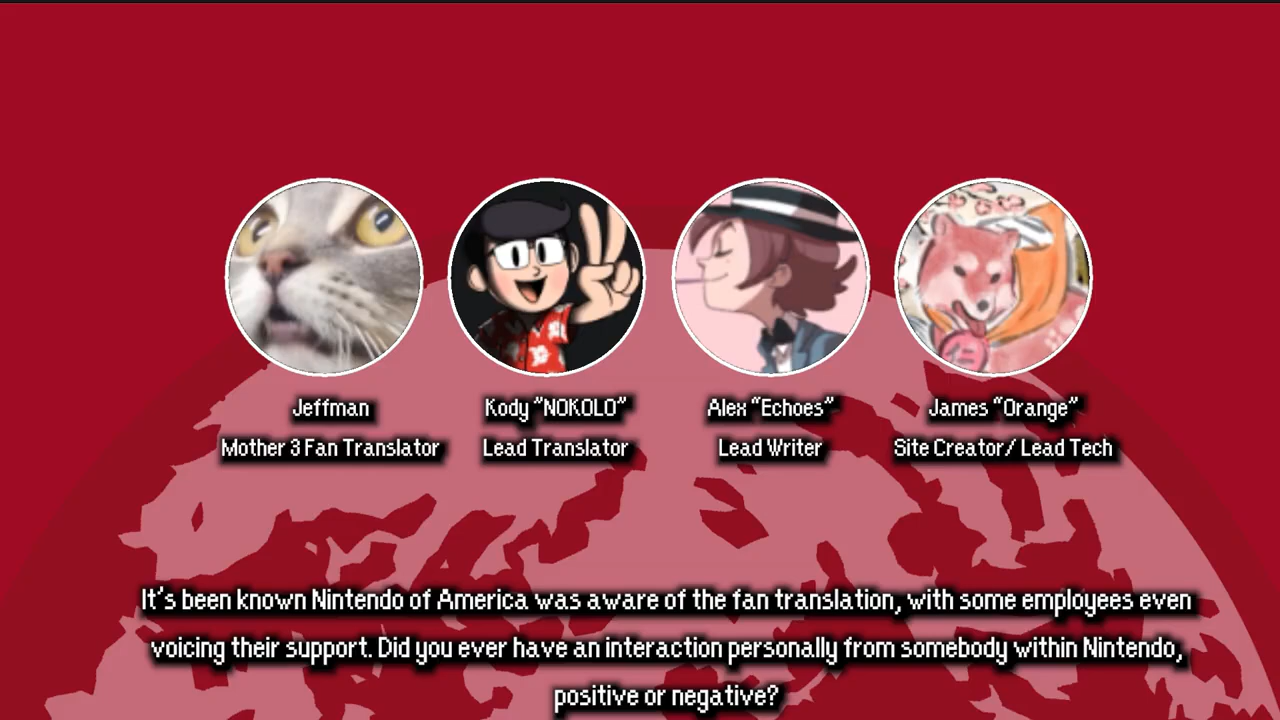 Jeffman
Kody "NOKOLO"
Alex "Echoes"
James "Orange"
Mother 3 Fan Translator
Lead Translator
Lead Writer
Site Creator/ Lead Tech
It's been known Nintendo of America was aware of the fan translation, with some employees even
voicing their support. Did you ever have an interaction personally from somebody within Nintendo,
positive or negative?